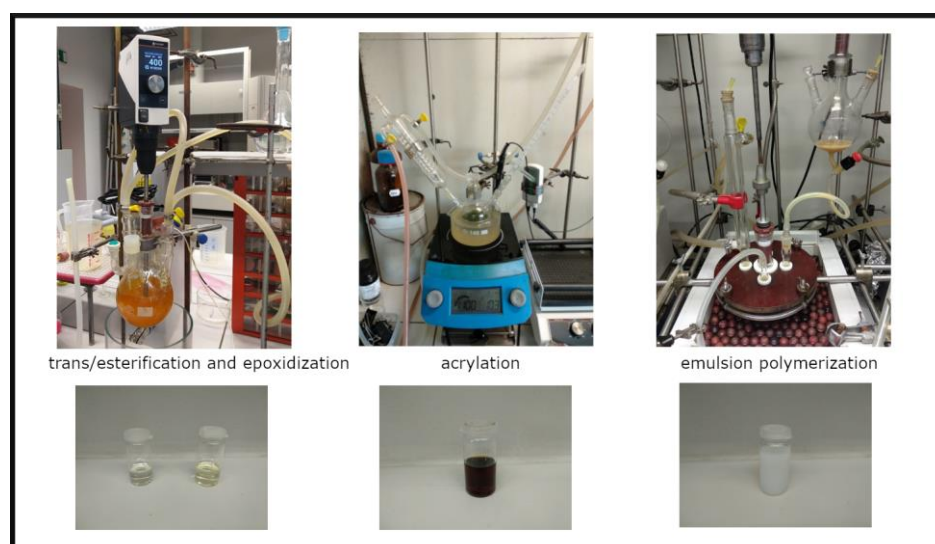 400
trans/esterification and epoxidization
acrylation
emulsion polymerization